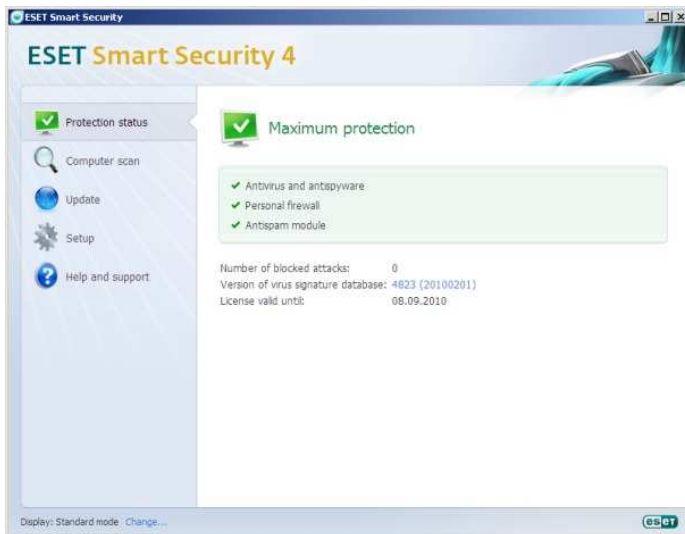 ESET Smart Security
ESET Smart Security 4
Protection status
Computer scan
Update
Setup
Help and support
Maximum protection
Antivirus and antispyware
Personal firewall
Antispam module
Number of blocked attacks: 0
Version of virus signature database: 4823 (20100201)
License valid until: 08.09.2010
Display: Standard mode Change...
eseT